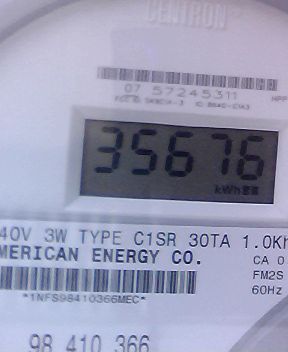 CENTRON
07 57245311
35676
kWh
40V 3W TYPE C1SR 30TA 1.0Kh
MERICAN ENERGY CO.
CA 0
FM2S
60Hz
*1NFS98410366MEC*
98 410 366